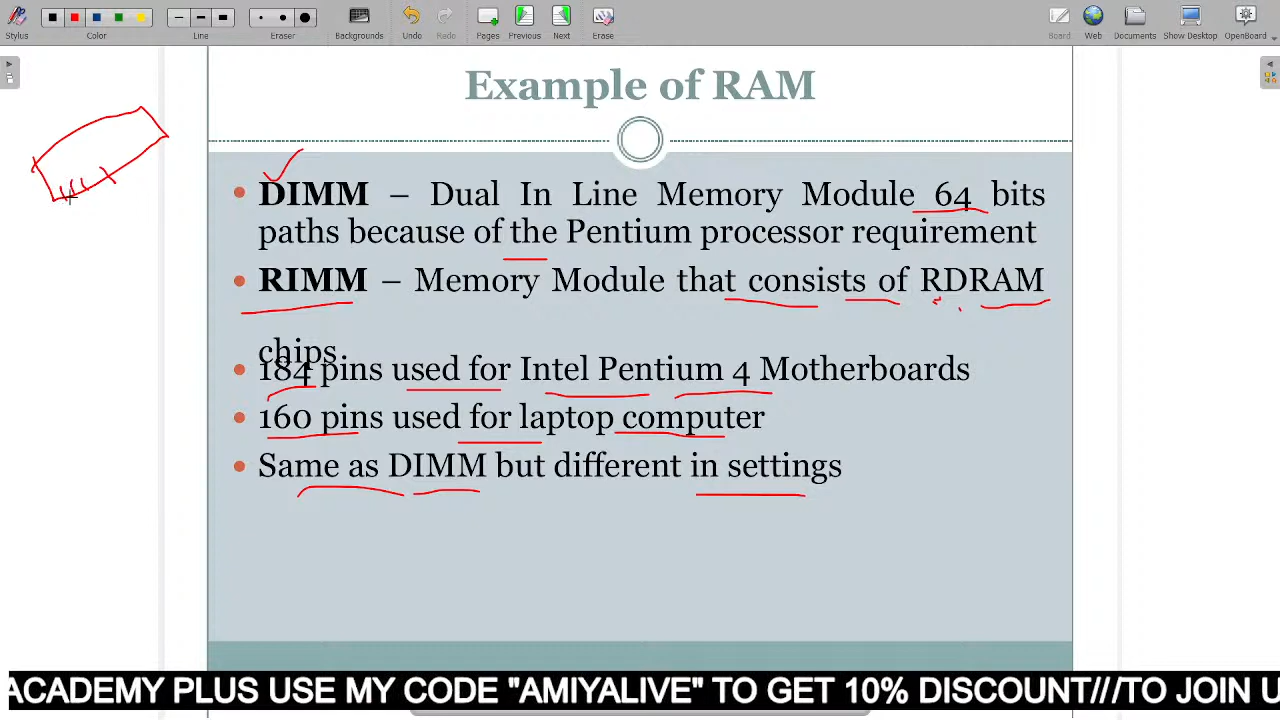 Stylus
Color
Line
Eraser
Backgrounds
Undo
Redo
Pages
Previous
Next
Erase
Board
Web
Documents
Show Desktop
OpenBoard
Example of RAM
DIMM – Dual In Line Memory Module 64 bits
paths because of the Pentium processor requirement
RIMM – Memory Module that consists of RDRAM
chips
184 pins used for Intel Pentium 4 Motherboards
160 pins used for laptop computer
Same as DIMM but different in settings
ACADEMY PLUS USE MY CODE "AMIYALIVE" TO GET 10% DISCOUNT///TO JOIN U